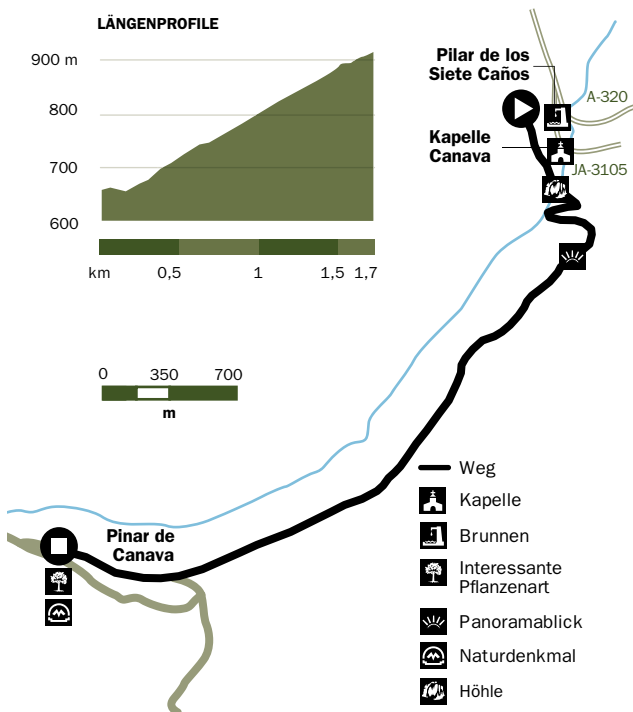 LÄNGENPROFILE
900 m
800
700
600
km
0,5
1
1,5
1,7
0
350
700
m
Pilar de los
Siete Caños
A-320
Kapelle
Canava
JA-3105
Pinar de
Canava
Weg
Kapelle
Brunnen
Interessante
Pflanzenart
Panoramablick
Naturdenkmal
Höhle